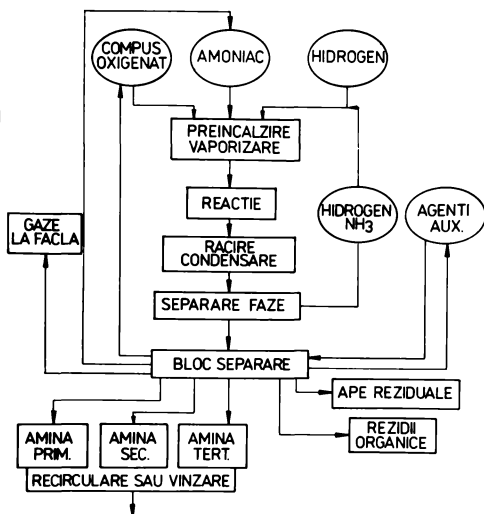 COMPUS
OXIGENAT
AMONIAC
HIDROGEN
PREINCALZIRE
VAPORIZARE
REACTIE
GAZE
LA FACLA
RACIRE
CONDENSARE
HIDROGEN
NH3
AGENTI
AUX.
SEPARARE FAZE
BLOC SEPARARE
APE REZIDUALE
AMINA
PRIM.
AMINA
SEC.
AMINA
TERT.
REZIDII
ORGANICE
RECIRCULARE SAU VINZARE